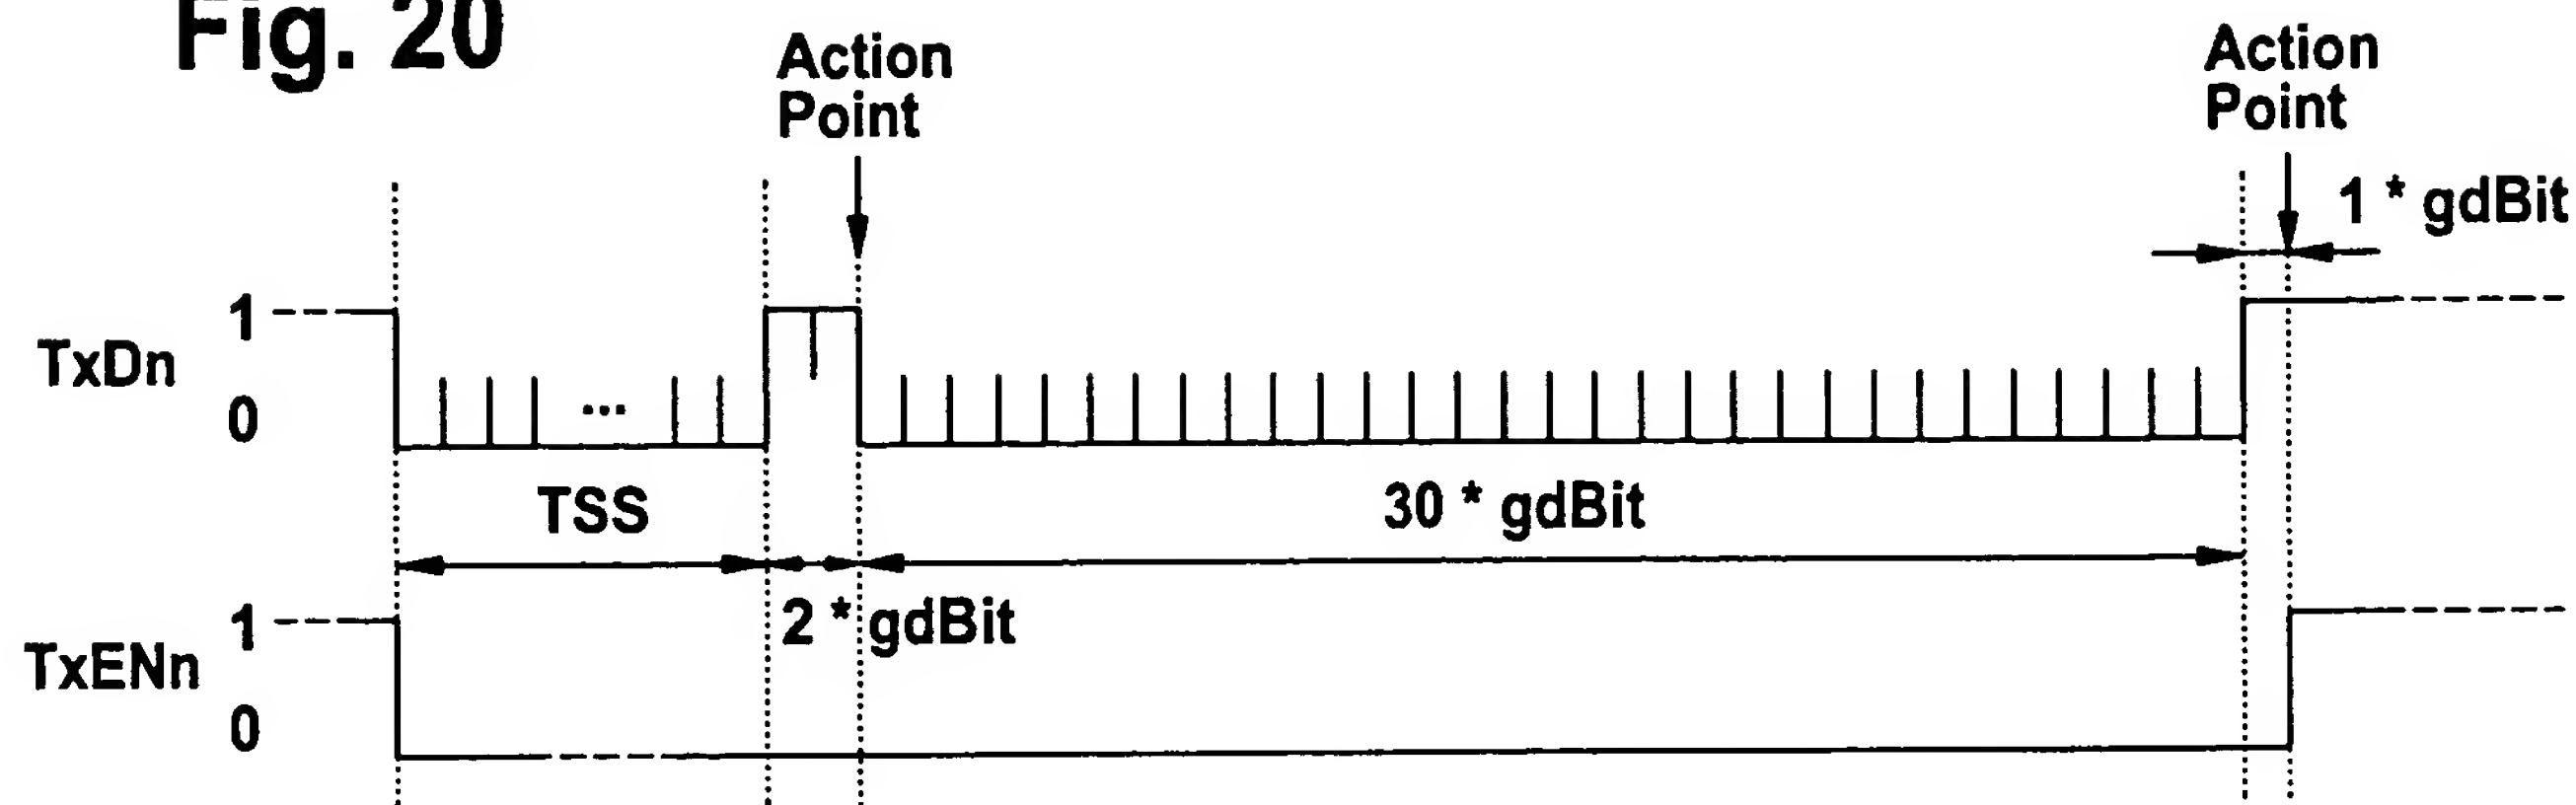 Fig. 20
Action
Point
Action
Point
1 * gdBit
TxDn
1
0
...
TSS
30 * gdBit
2 * gdBit
TxENn
1
0